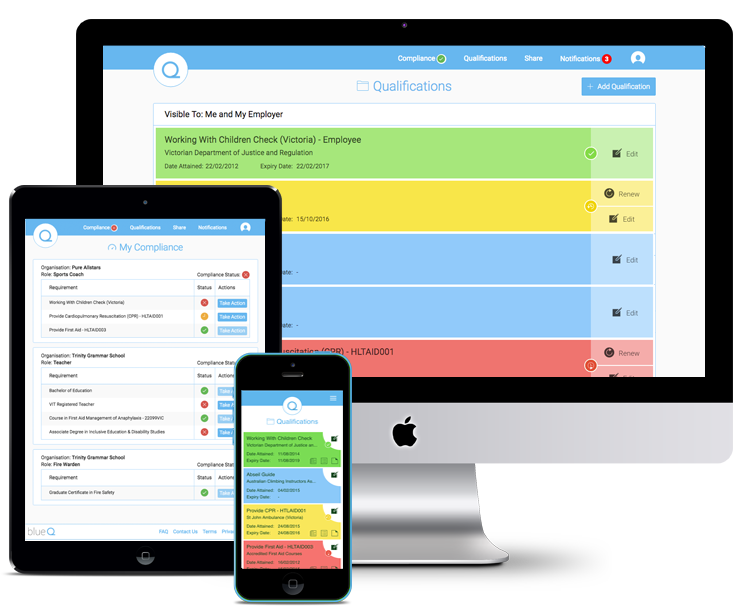 Compliance
Qualifications
Share
Notifications 3
Q
Qualifications
+ Add Qualification
Visible To: Me and My Employer
Working With Children Check (Victoria) - Employee
Victorian Department of Justice and Regulation
Date Attained: 22/02/2012 Expiry Date: 22/02/2017
Edit
Renew
Date: 15/10/2016
Edit
Edit
Date: -
Edit
Date: -
Resuscitation (CPR) - HLTAID001
Renew
Q
Compliance
Qualifications
Share
Notifications
My Compliance
Organisation: Pure Allstars
Role: Sports Coach
Compliance Status:
Requirement Status Actions
Working With Children Check (Victoria) Take Action
Provide Cardiopulmonary Resuscitation (CPR) - HLTAID001 Take Action
Provide First Aid - HLTAID003 Take Action
Organisation: Trinity Grammar School
Role: Teacher
Compliance Status:
Requirement Status Actions
Bachelor of Education Take A
VIT Registered Teacher Take A
Course in First Aid Management of Anaphylaxis - 22099VIC Take A
Associate Degree in Inclusive Education & Disability Studies Take A
Organisation: Trinity Grammar School
Role: Fire Warden
Compliance Status:
Requirement Status Actions
Graduate Certificate in Fire Safety Take A
blueQ
FAQ Contact Us Terms Priva
Q
Qualifications
Working With Children Check
Victorian Department of Justice an...
Date Attained: 11/08/2014
Expiry Date: 11/08/2019
Abseil Guide
Australian Climbing Instructors As...
Date Attained: 04/02/2013
Expiry Date: -
Provide CPR - HTLAID001
St John Ambulance (Victoria)
Date Attained: 24/08/2015
Expiry Date: 24/08/2016
Provide First Aid - HLTAID003
Accredited First Aid Courses
Date Attained: 10/02/2013